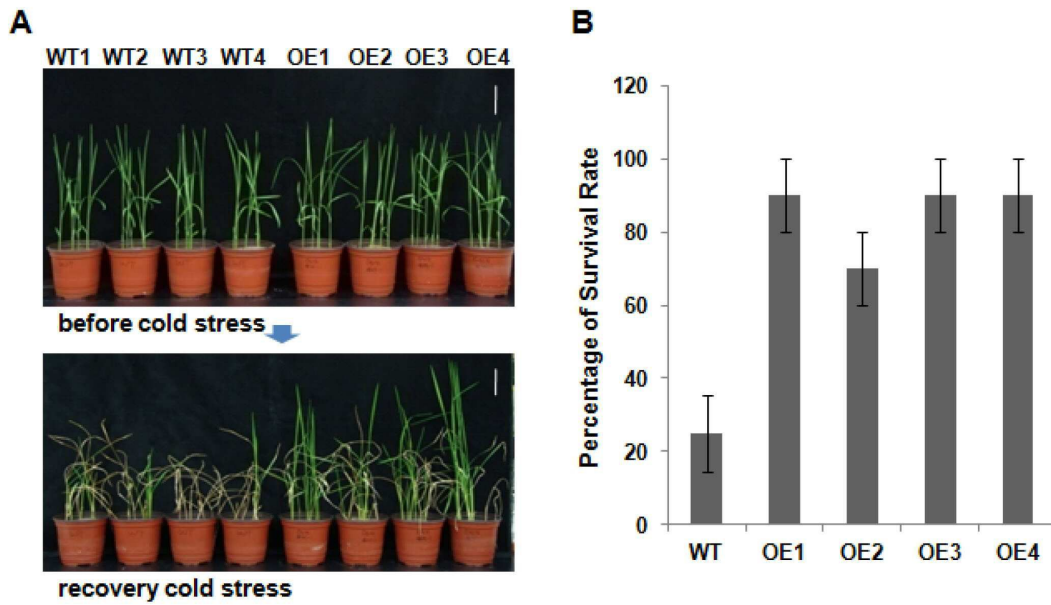 A
WT1 WT2 WT3 WT4 OE1 OE2 OE3 OE4
before cold stress
recovery cold stress
B
Percentage of Survival Rate
120
100
80
60
40
20
0
WT OE1 OE2 OE3 OE4